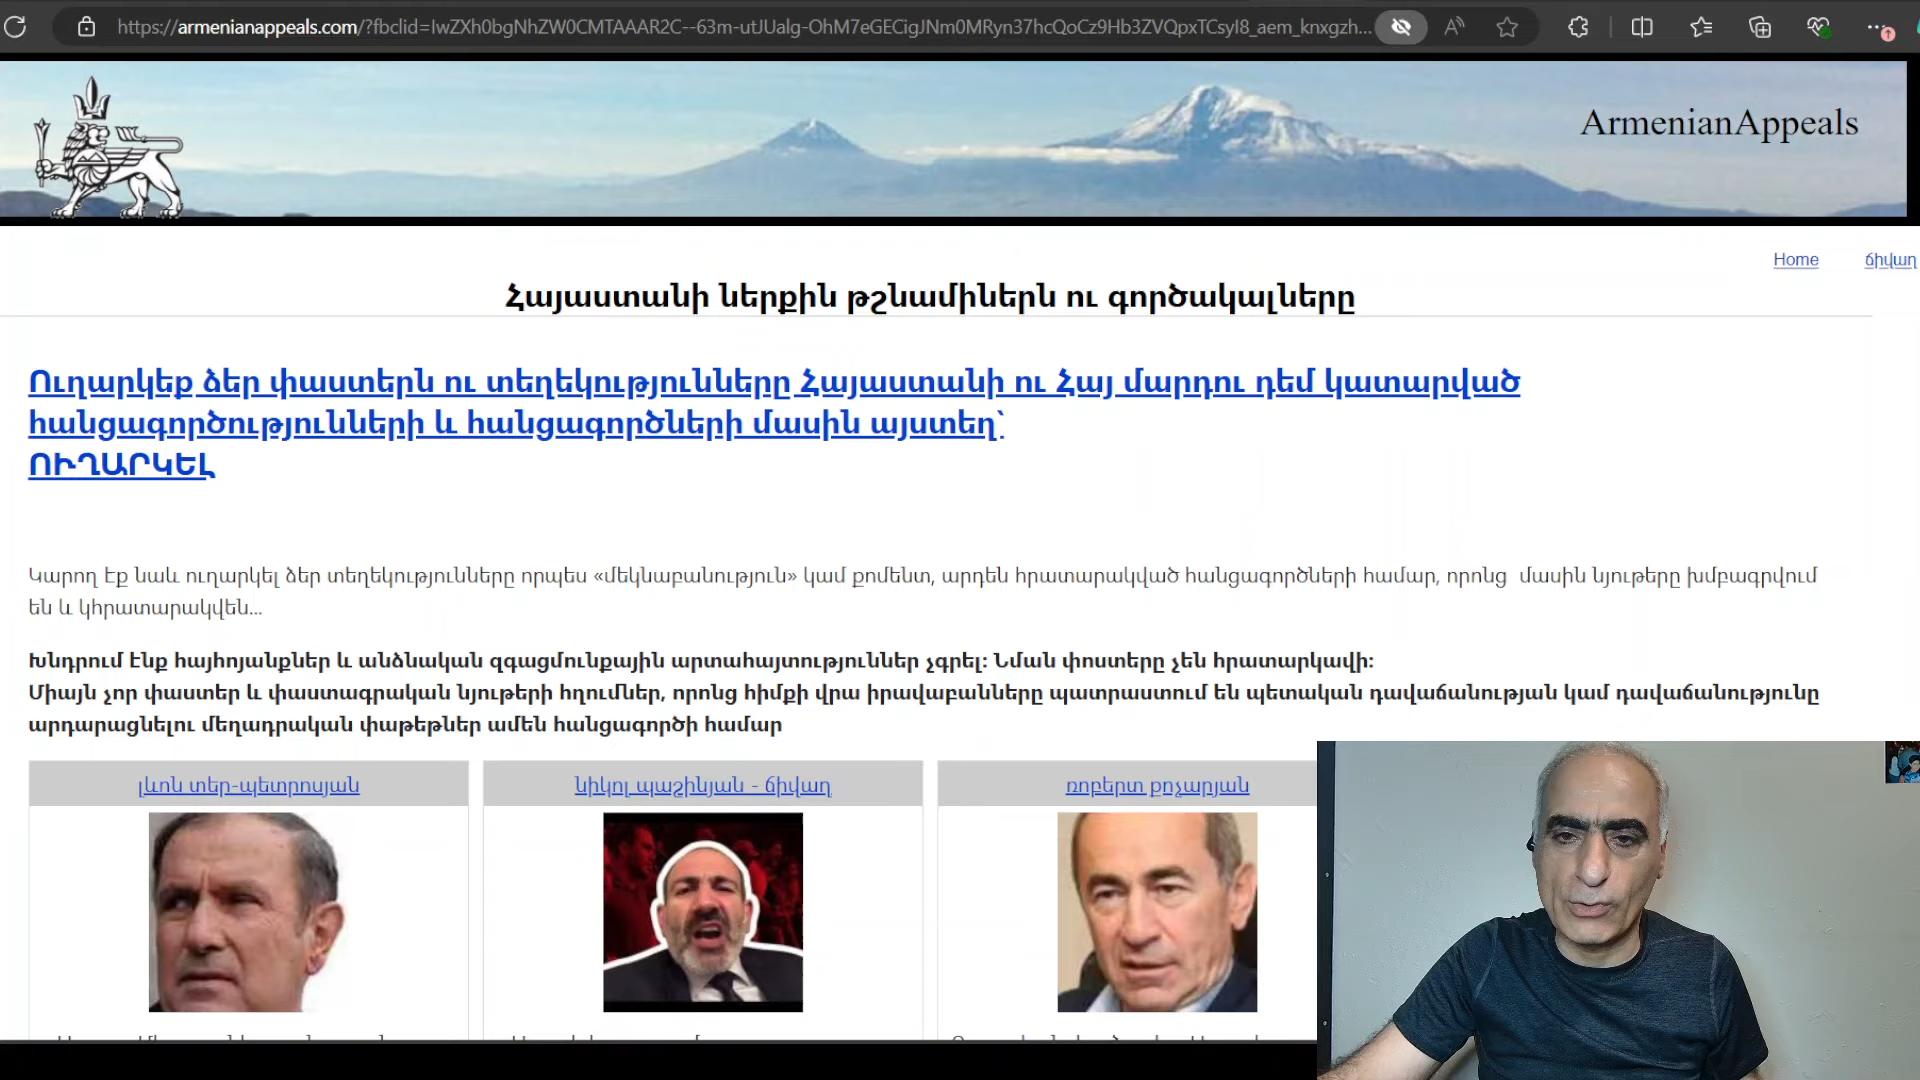 https://armenianappeals.com/?fbclid=IwZXh0bgNhZW0CMTAAAR2C--63m-utJUalg-OhM7eGECigJNm0MRyn37hcQoCz9Hb3ZVQpxTCsyI8_aem_knxgzh...
ArmenianAppeals
Home ճիվաղ
Հայաստանի ներքին թշնամիներն ու գործակալները
Ուղարկեք ձեր փաստերն ու տեղեկությունները Հայաստանի ու Հայ մարդու դեմ կատարված
հանցագործությունների և հանցագործների մասին այստեղ՝
ՈՒՂԱՐԿԵԼ
Կարող էք նաև ուղարկել ձեր տեղեկությունները որպես «մեկնաբանություն» կամ քոմենտ, արդեն հրատարակված հանցագործների համար, որոնց մասին նյութերը խմբագրվում
են և կհրատարակվեն...
Խնդրում ենք հայհոյանքներ և անձնական զգացմունքային արտահայտություններ չգրել: Նման փոստերը չեն հրատարկավի:
Միայն չոր փաստեր և փաստագրական նյութերի հղումներ, որոնց հիմքի վրա իրավաբանները պատրաստում են պետական դավաճանության կամ դավաճանությունը
արդարացնելու մեղադրական փաթեթներ ամեն հանցագործի համար
լևոն տեր-պետրոսյան
նիկոլ պաշինյան - ճիվաղ
ռոբերտ քոչարյան